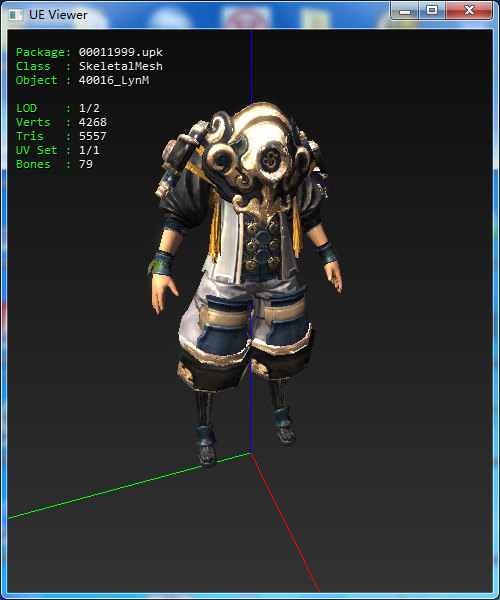 UE Viewer
Package: 00011999.upk
Class : SkeletalMesh
Object : 40016_LynM
LOD : 1/2
Verts : 4268
Tris : 5557
UV Set : 1/1
Bones : 79